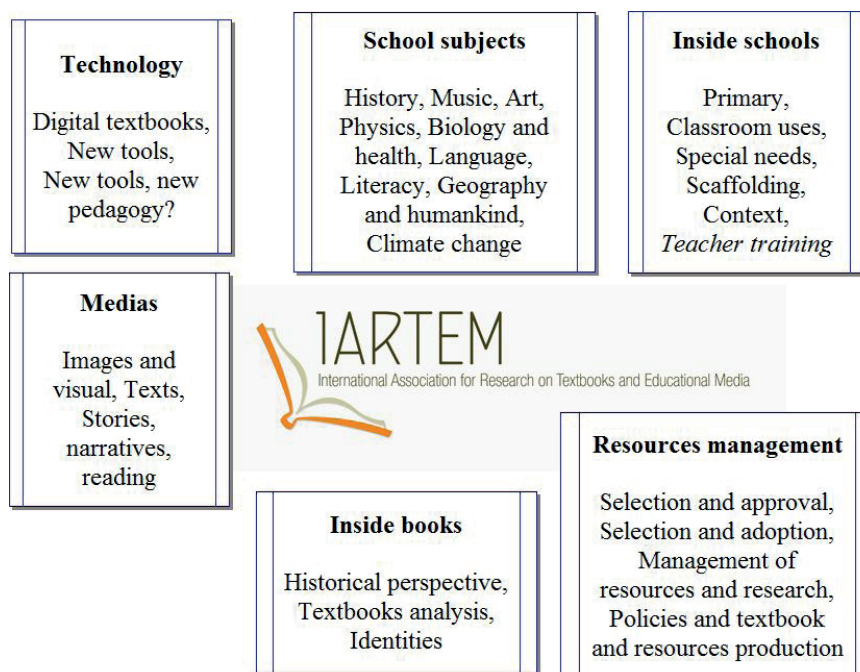 Technology
Digital textbooks,
New tools,
New tools, new
pedagogy?
School subjects
History, Music, Art,
Physics, Biology and
health, Language,
Literacy, Geography
and humankind,
Climate change
Inside schools
Primary,
Classroom uses,
Special needs,
Scaffolding,
Context,
Teacher training
Medias
Images and
visual, Texts,
Stories,
narratives,
reading
IARTEM
International Association for Research on Textbooks and Educational Media
Inside books
Historical perspective,
Textbooks analysis,
Identities
Resources management
Selection and approval,
Selection and adoption,
Management of
resources and research,
Policies and textbook
and resources production